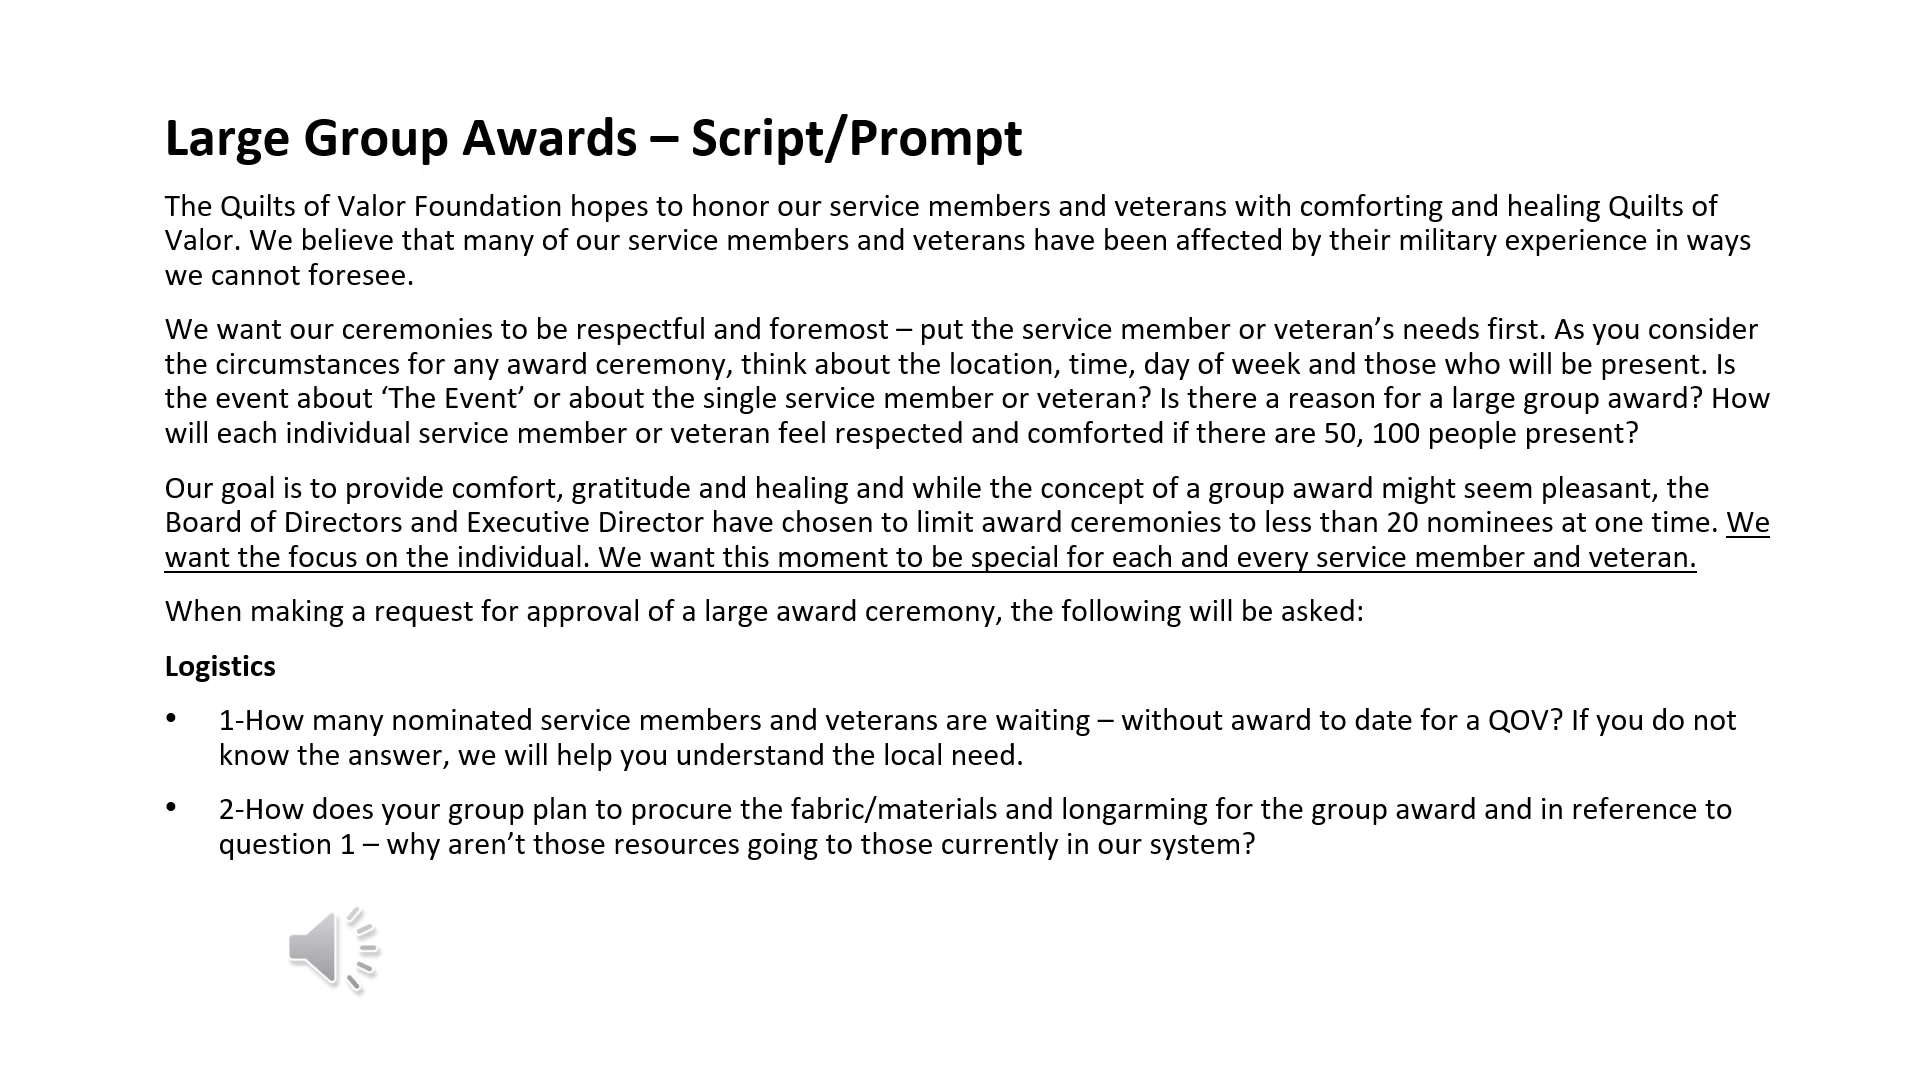 Large Group Awards – Script/Prompt
The Quilts of Valor Foundation hopes to honor our service members and veterans with comforting and healing Quilts of
Valor. We believe that many of our service members and veterans have been affected by their military experience in ways
we cannot foresee.
We want our ceremonies to be respectful and foremost – put the service member or veteran’s needs first. As you consider
the circumstances for any award ceremony, think about the location, time, day of week and those who will be present. Is
the event about ‘The Event’ or about the single service member or veteran? Is there a reason for a large group award? How
will each individual service member or veteran feel respected and comforted if there are 50, 100 people present?
Our goal is to provide comfort, gratitude and healing and while the concept of a group award might seem pleasant, the
Board of Directors and Executive Director have chosen to limit award ceremonies to less than 20 nominees at one time. We
want the focus on the individual. We want this moment to be special for each and every service member and veteran.
When making a request for approval of a large award ceremony, the following will be asked:
Logistics
• 1-How many nominated service members and veterans are waiting – without award to date for a QOV? If you do not
know the answer, we will help you understand the local need.
• 2-How does your group plan to procure the fabric/materials and longarming for the group award and in reference to
question 1 – why aren’t those resources going to those currently in our system?